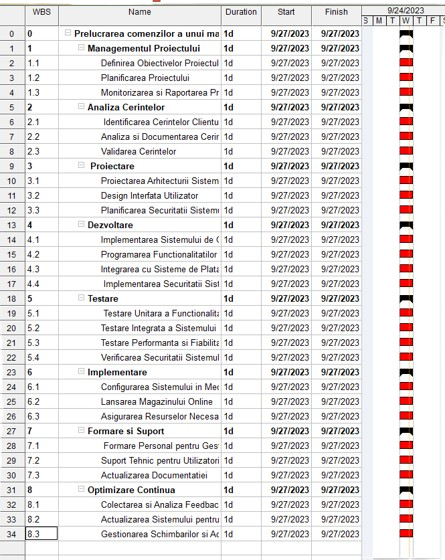 WBS Name Duration Start Finish 9/24/2023
S M T W T F S
0 0 Prelucrarea comenzilor a unui ma 1d 9/27/2023 9/27/2023
1 1 Managementul Proiectului 1d 9/27/2023 9/27/2023
2 1.1 Definirea Obiectivelor Proiectul 1d 9/27/2023 9/27/2023
3 1.2 Planificarea Proiectului 1d 9/27/2023 9/27/2023
4 1.3 Monitorizarea si Raportarea Pr 1d 9/27/2023 9/27/2023
5 2 Analiza Cerintelor 1d 9/27/2023 9/27/2023
6 2.1 Identificarea Cerintelor Clientu 1d 9/27/2023 9/27/2023
7 2.2 Analiza si Documentarea Cerir 1d 9/27/2023 9/27/2023
8 2.3 Validarea Cerintelor 1d 9/27/2023 9/27/2023
9 3 Proiectare 1d 9/27/2023 9/27/2023
10 3.1 Proiectarea Arhitecturii Sistem 1d 9/27/2023 9/27/2023
11 3.2 Design Interfata Utilizator 1d 9/27/2023 9/27/2023
12 3.3 Planificarea Securitatii Sistemu 1d 9/27/2023 9/27/2023
13 4 Dezvoltare 1d 9/27/2023 9/27/2023
14 4.1 Implementarea Sistemului de C 1d 9/27/2023 9/27/2023
15 4.2 Programarea Functionalitatilor 1d 9/27/2023 9/27/2023
16 4.3 Integrarea cu Sisteme de Plata 1d 9/27/2023 9/27/2023
17 4.4 Implementarea Securitatii Sist 1d 9/27/2023 9/27/2023
18 5 Testare 1d 9/27/2023 9/27/2023
19 5.1 Testare Unitara a Functionalita 1d 9/27/2023 9/27/2023
20 5.2 Testare Integrata a Sistemului 1d 9/27/2023 9/27/2023
21 5.3 Testare Performanta si Fiabilita 1d 9/27/2023 9/27/2023
22 5.4 Verificarea Securitatii Sistemul 1d 9/27/2023 9/27/2023
23 6 Implementare 1d 9/27/2023 9/27/2023
24 6.1 Configurarea Sistemului in Mec 1d 9/27/2023 9/27/2023
25 6.2 Lansarea Magazinului Online 1d 9/27/2023 9/27/2023
26 6.3 Asigurarea Resurselor Necesa 1d 9/27/2023 9/27/2023
27 7 Formare si Suport 1d 9/27/2023 9/27/2023
28 7.1 Formare Personal pentru Ges 1d 9/27/2023 9/27/2023
29 7.2 Suport Tehnic pentru Utilizatori 1d 9/27/2023 9/27/2023
30 7.3 Actualizarea Documentatiei 1d 9/27/2023 9/27/2023
31 8 Optimizare Continua 1d 9/27/2023 9/27/2023
32 8.1 Colectarea si Analiza Feedbac 1d 9/27/2023 9/27/2023
33 8.2 Actualizarea Sistemului pentru 1d 9/27/2023 9/27/2023
34 8.3 Gestionarea Schimbarilor si Ac 1d 9/27/2023 9/27/2023